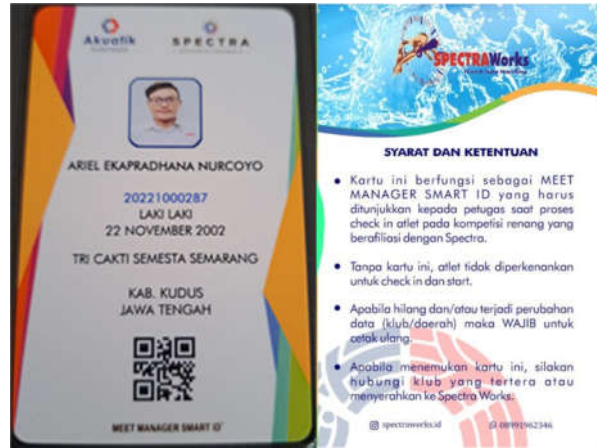 Akuatik
INDONESIA
SPECTRA
ARIEL EKAPRADHANA NURCOYO
20221000287
LAKI LAKI
22 NOVEMBER 2002
TRI CAKTI SEMESTA SEMARANG
KAB. KUDUS
JAWA TENGAH
MEET MANAGER SMART ID
SPECTRAWorks
SYARAT DAN KETENTUAN
Kartu ini berfungsi sebagai MEET
MANAGER SMART ID yang harus
ditunjukkan kepada petugas saat proses
check in atlet pada kompetisi renang yang
berafiliasi dengan Spectra.
Tanpa kartu ini, atlet tidak diperkenankan
untuk check in dan start.
Apabila hilang dan/atau terjadi perubahan
data (klub/daerah) maka WAJIB untuk
cetak ulang.
Apabila menemukan kartu ini, silakan
hubungi klub yang tertera atau
menyerahkan ke Spectra Works.
spectraworks.id
08991962346